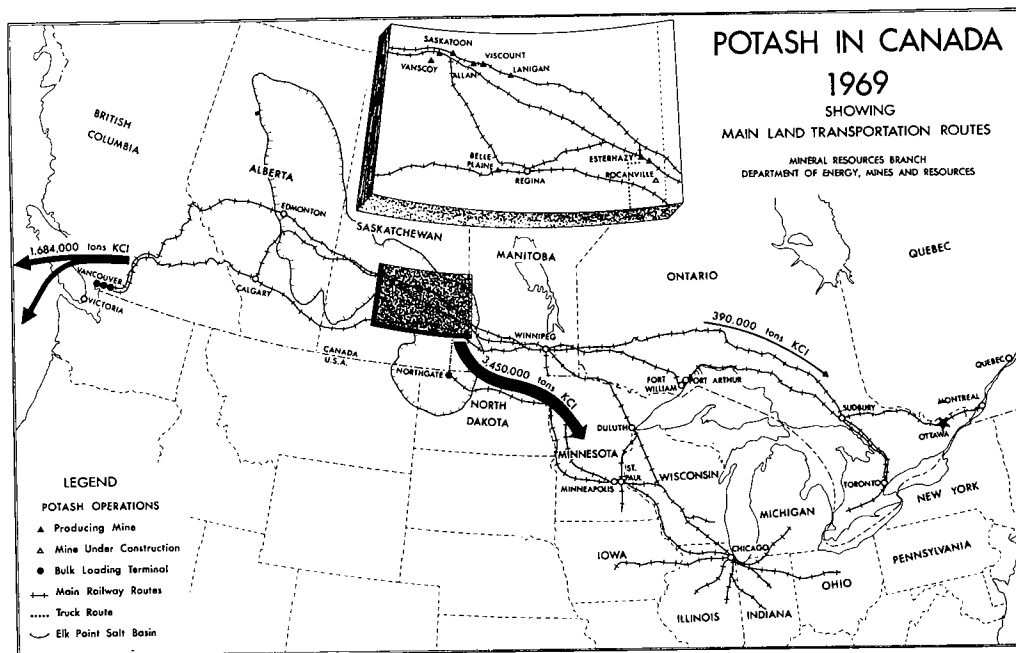 POTASH IN CANADA
1969
SHOWING
MAIN LAND TRANSPORTATION ROUTES
MINERAL RESOURCES BRANCH
DEPARTMENT OF ENERGY, MINES AND RESOURCES
SASKATOON
VISCOUNT
VANSCOY
ALLAN
LANIGAN
BELLE
PLAINE
REGINA
ESTERHAZY
ROCANVILLE
BRITISH
COLUMBIA
ALBERTA
EDMONTON
SASKATCHEWAN
MANITOBA
ONTARIO
QUEBEC
1,684,000 tons KCl
VANCOUVER
VICTORIA
CALGARY
CANADA
U.S.A.
WINNIPEG
390,000 tons KCl
3,450,000 tons KCl
NORTHGATE
NORTH
DAKOTA
FORT
WILLIAM
PORT ARTHUR
QUEBEC
MONTREAL
SUDBURY
OTTAWA
DULUTH
MINNESOTA
ST.
PAUL
MINNEAPOLIS
WISCONSIN
TORONTO
NEW YORK
MICHIGAN
PENNSYLVANIA
IOWA
CHICAGO
OHIO
ILLINOIS
INDIANA
LEGEND
POTASH OPERATIONS
Producing Mine
Mine Under Construction
Bulk Loading Terminal
Main Railway Routes
Truck Route
Elk Point Salt Basin